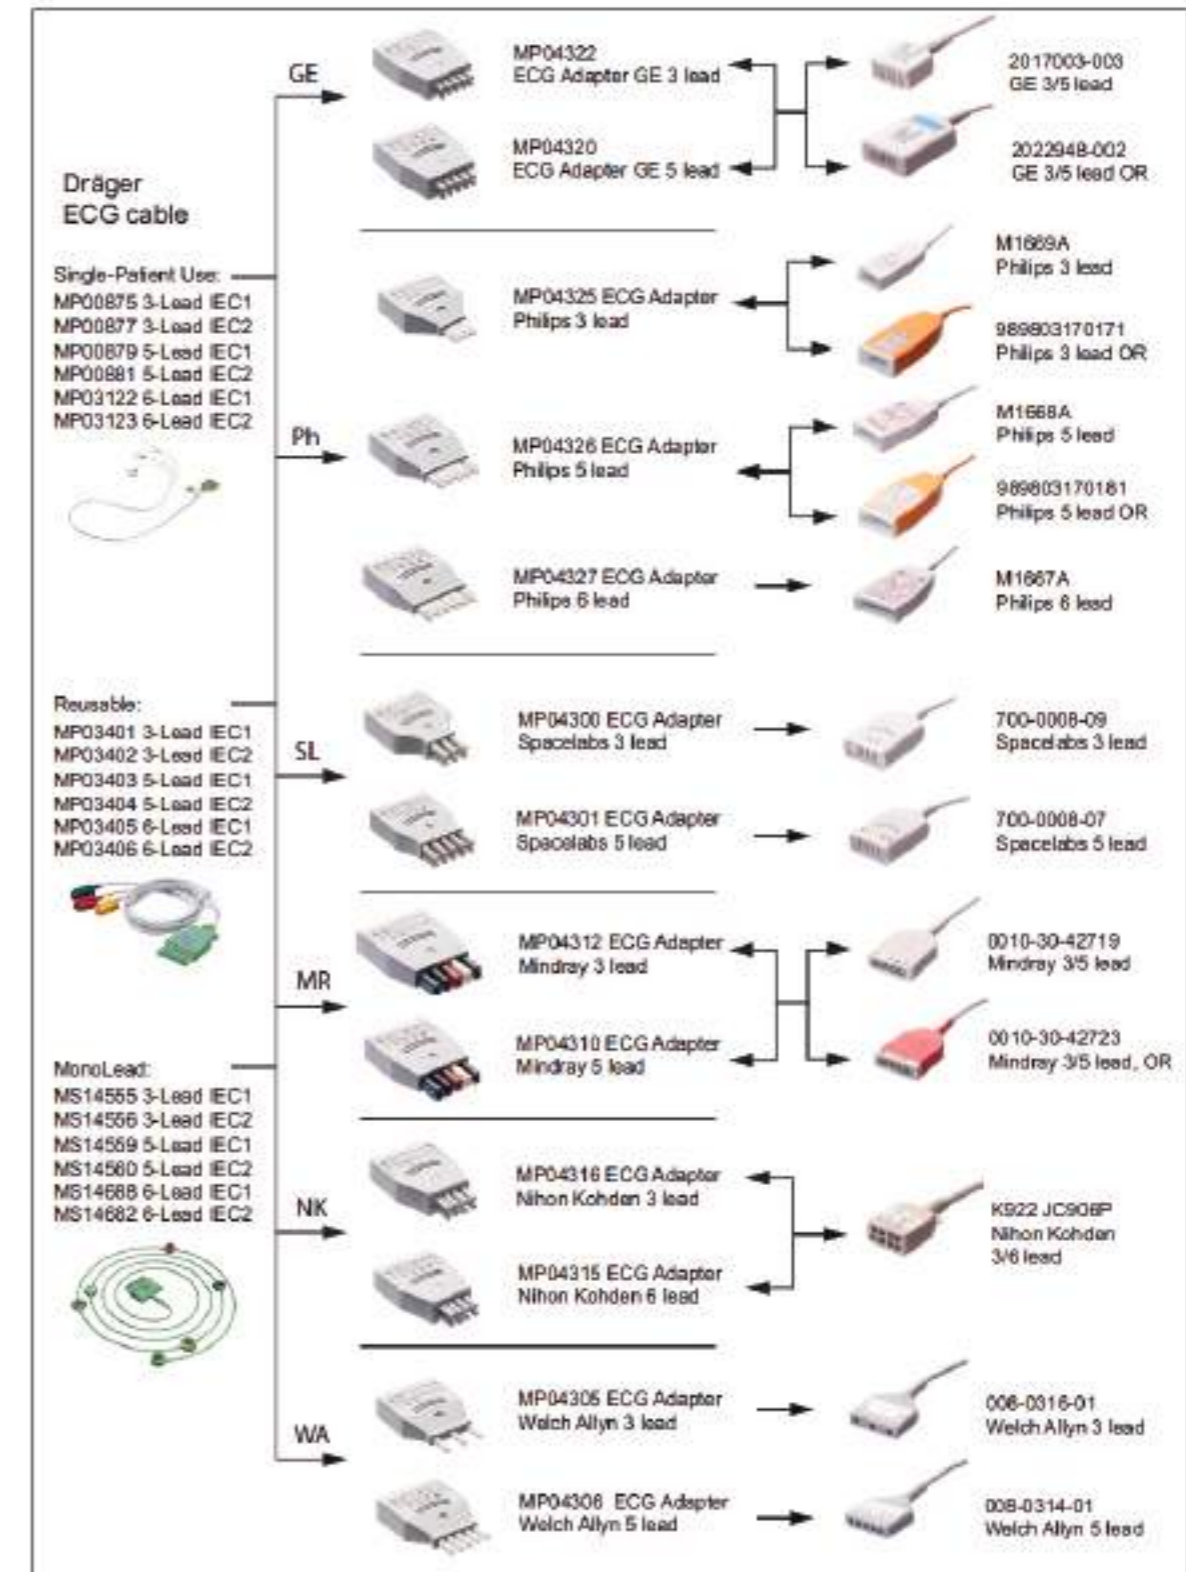 GE
MP04322
ECG Adapter GE 3 lead
2017003-003
GE 3/5 lead
MP04320
ECG Adapter GE 5 lead
2022948-002
GE 3/5 lead OR
Dräger
ECG cable
Single-Patient Use:
MP00875 3-Lead IEC1
MP00877 3-Lead IEC2
MP00879 5-Lead IEC1
MP00881 5-Lead IEC2
MP03122 6-Lead IEC1
MP03123 6-Lead IEC2
Ph
MP04325 ECG Adapter
Philips 3 lead
M1669A
Philips 3 lead
989803170171
Philips 3 lead OR
MP04326 ECG Adapter
Philips 5 lead
M1668A
Philips 5 lead
989803170181
Philips 5 lead OR
MP04327 ECG Adapter
Philips 6 lead
M1667A
Philips 6 lead
Reusable:
MP03401 3-Lead IEC1
MP03402 3-Lead IEC2
MP03403 5-Lead IEC1
MP03404 5-Lead IEC2
MP03405 6-Lead IEC1
MP03406 6-Lead IEC2
SL
MP04300 ECG Adapter
Spacelabs 3 lead
700-0008-09
Spacelabs 3 lead
MP04301 ECG Adapter
Spacelabs 5 lead
700-0008-07
Spacelabs 5 lead
MR
MP04312 ECG Adapter
Mindray 3 lead
0010-30-42719
Mindray 3/5 lead
MP04310 ECG Adapter
Mindray 5 lead
0010-30-42723
Mindray 3/5 lead, OR
MonoLead:
MS14555 3-Lead IEC1
MS14556 3-Lead IEC2
MS14559 5-Lead IEC1
MS14560 5-Lead IEC2
MS14688 6-Lead IEC1
MS14682 6-Lead IEC2
NK
MP04316 ECG Adapter
Nihon Kohden 3 lead
MP04315 ECG Adapter
Nihon Kohden 6 lead
K922 JC906P
Nihon Kohden
3/6 lead
WA
MP04305 ECG Adapter
Welch Allyn 3 lead
008-0316-01
Welch Allyn 3 lead
MP04306 ECG Adapter
Welch Allyn 5 lead
008-0314-01
Welch Allyn 5 lead